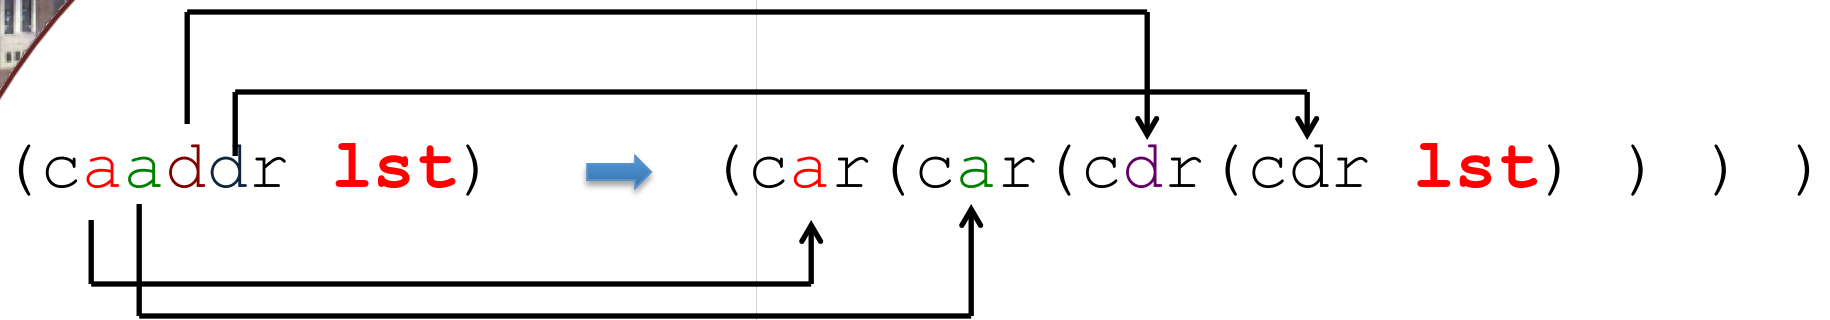 (caaddr lst) (car(car(cdr(cdr lst) ) ) )